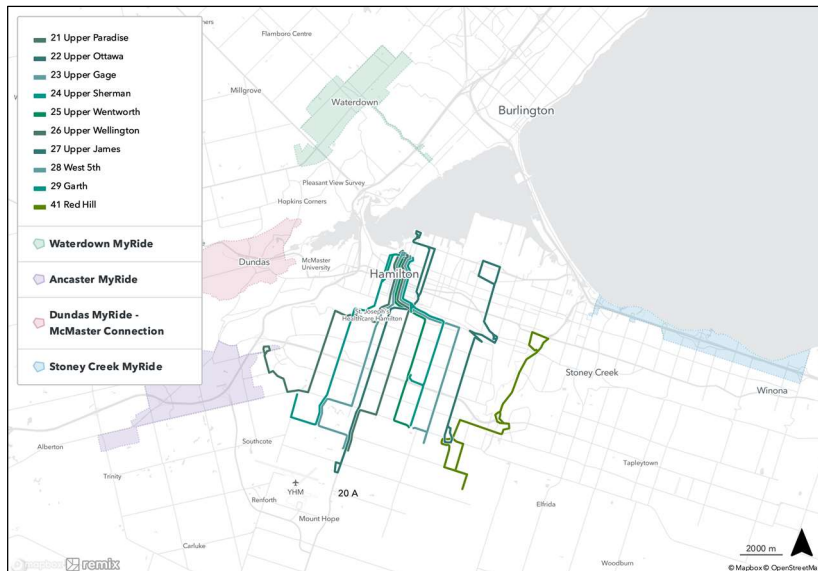 21 Upper Paradise
22 Upper Ottawa
23 Upper Gage
24 Upper Sherman
25 Upper Wentworth
26 Upper Wellington
27 Upper James
28 West 5th
29 Garth
41 Red Hill
Waterdown MyRide
Ancaster MyRide
Dundas MyRide -
McMaster Connection
Stoney Creek MyRide
Flamboro Centre
Millgrove
Waterdown
Burlington
Pleasant View Survey
Hopkins Corners
Dundas
McMaster
University
Hamilton
St. Joseph's
Healthcare Hamilton
Stoney Creek
Winona
Alberton
Southcote
Trinity
Tapleytown
YHM
20 A
Renforth
Elfrida
Mount Hope
Carluke
Woodburn
2000 m
mapbox remix
© Mapbox © OpenStreetMa